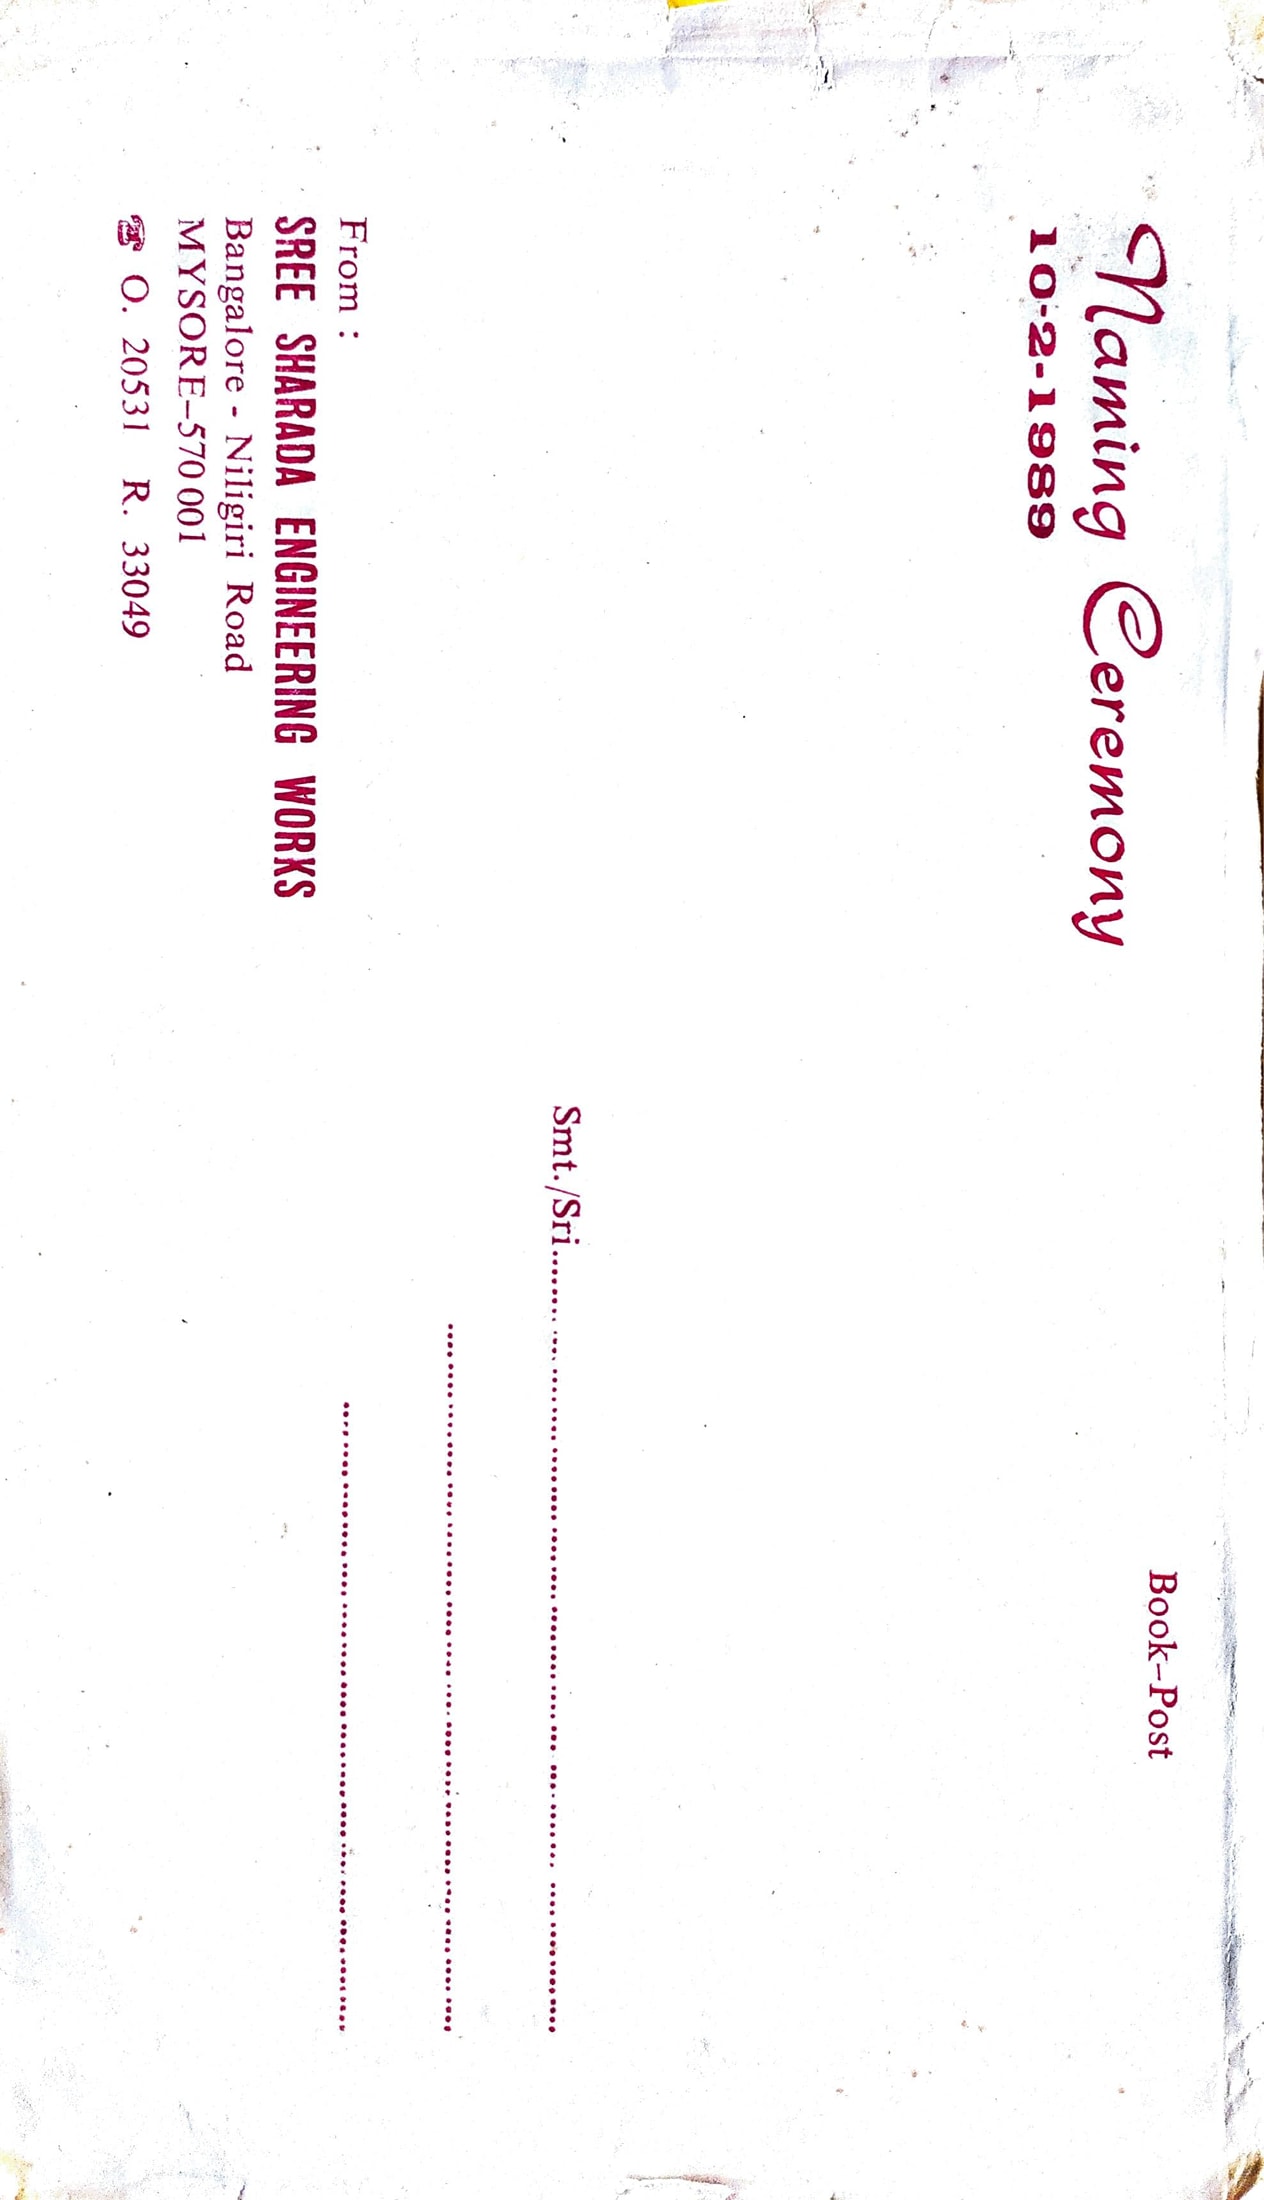 Naming Ceremony
10-2-1989
Book-Post
Smt./Sri..............................................................
..............................................................
..............................................................
From :
SREE SHARADA ENGINEERING WORKS
Bangalore - Niligiri Road
MYSORE-570 001
☎ O. 20531 R. 33049